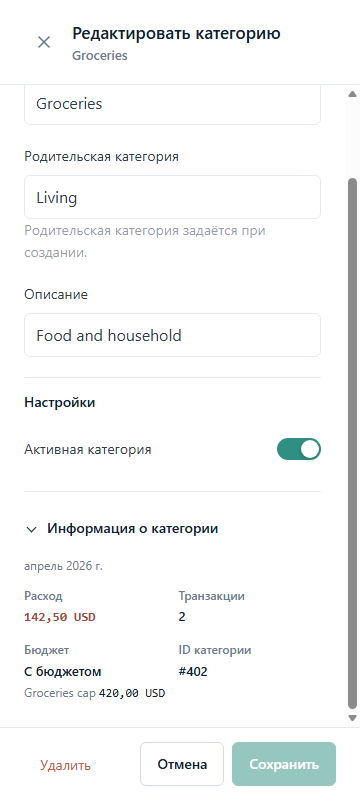 Редактировать категорию
Groceries
Groceries
Родительская категория
Living
Родительская категория задаётся при
создании.
Описание
Food and household
Настройки
Активная категория
Информация о категории
апрель 2026 г.
Расход
Транзакции
142,50 USD
2
Бюджет
ID категории
С бюджетом
#402
Groceries cap 420,00 USD
Удалить
Отмена
Сохранить